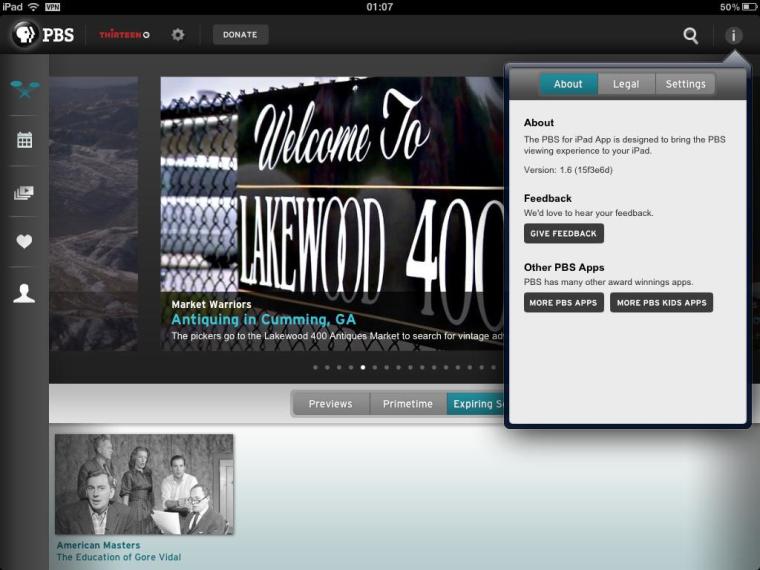 iPad VPN 01:07 50%
PBS THIRTEEN DONATE i
Welcome To
LAKEWOOD 400
Market Warriors
Antiquing in Cumming, GA
The pickers go to the Lakewood 400 Antiques Market to search for vintage
Previews Primetime Expiring
About Legal Settings
About
The PBS for iPad App is designed to bring the PBS
viewing experience to your iPad.
Version: 1.6 (15f3e6d)
Feedback
We'd love to hear your feedback.
GIVE FEEDBACK
Other PBS Apps
PBS has many other award winnings apps.
MORE PBS APPS MORE PBS KIDS APPS
American Masters
The Education of Gore Vidal